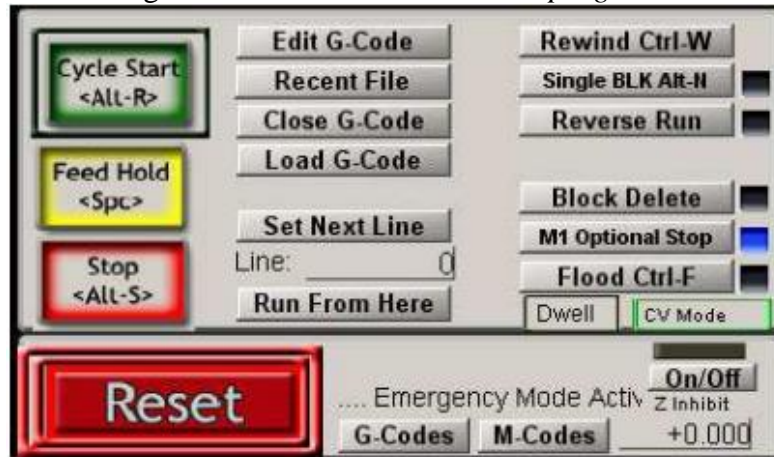 Cycle Start
<Alt-R>
Feed Hold
<Spc>
Stop
<Alt-S>
Edit G-Code
Recent File
Close G-Code
Load G-Code
Set Next Line
Line: 0
Run From Here
Rewind Ctrl-W
Single BLK Alt-N
Reverse Run
Block Delete
M1 Optional Stop
Flood Ctrl-F
Dwell CV Mode
Reset
.... Emergency Mode Activ
On/Off
Z Inhibit
G-Codes M-Codes +0.000